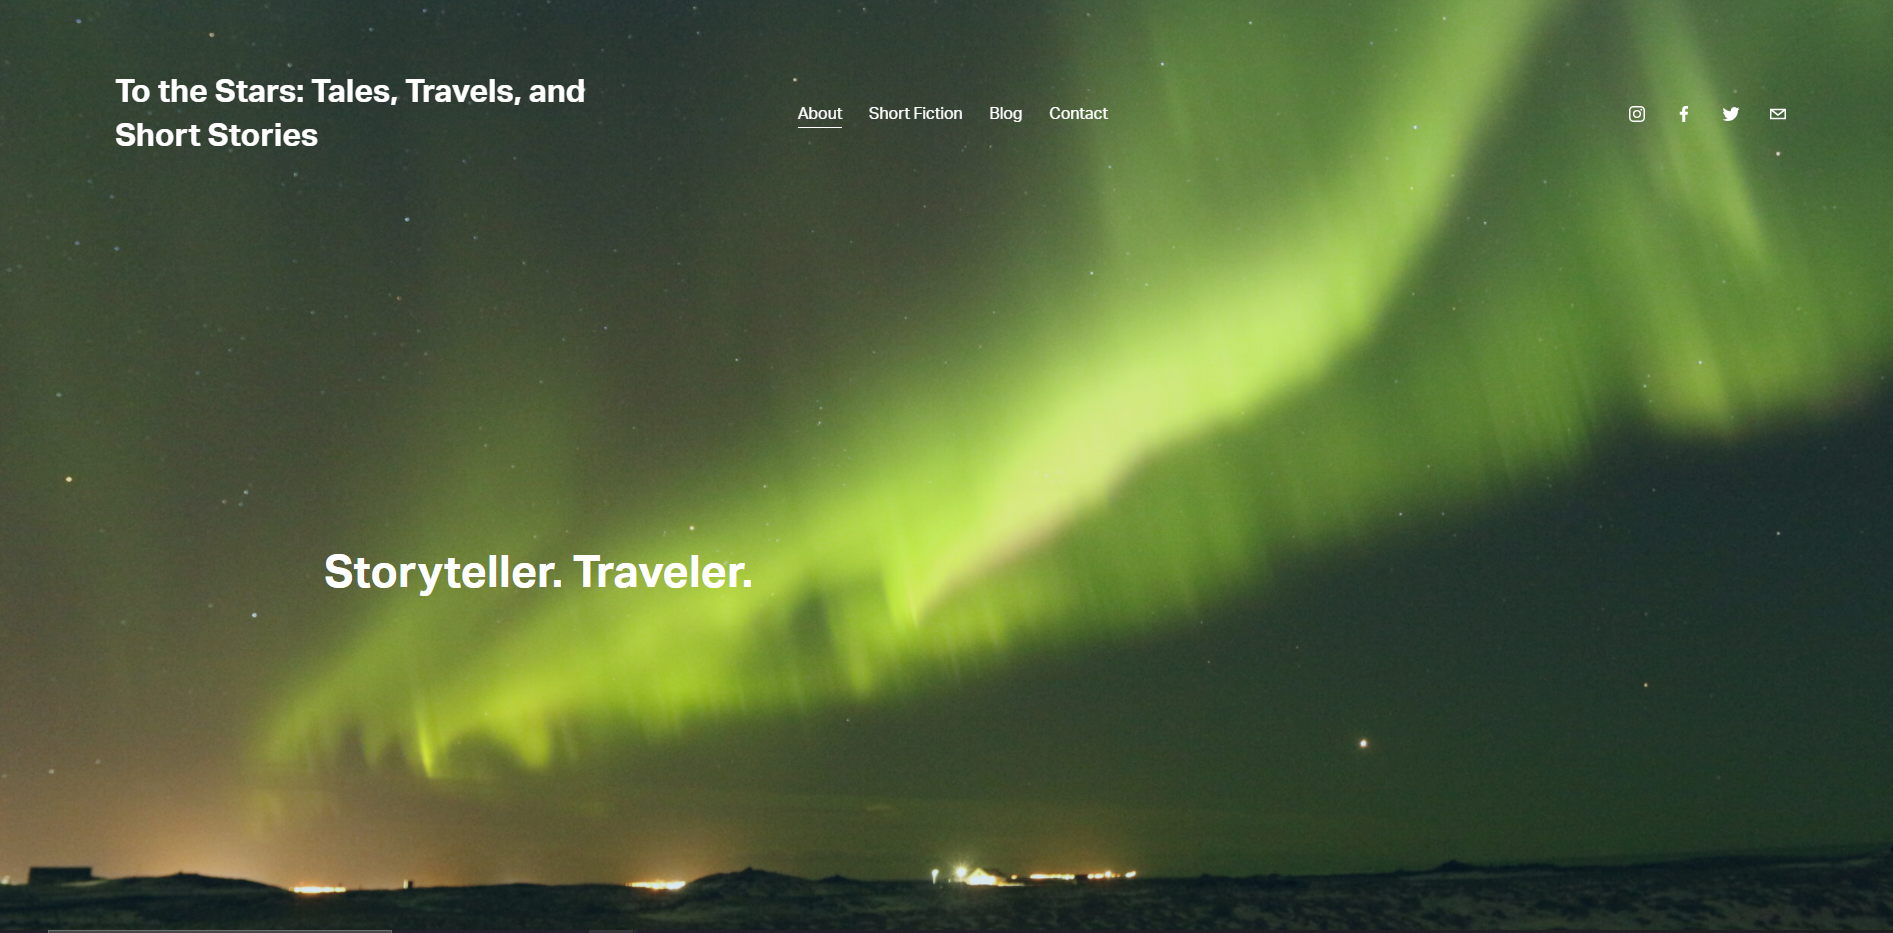 To the Stars: Tales, Travels, and
Short Stories
About Short Fiction Blog Contact
Storyteller. Traveler.